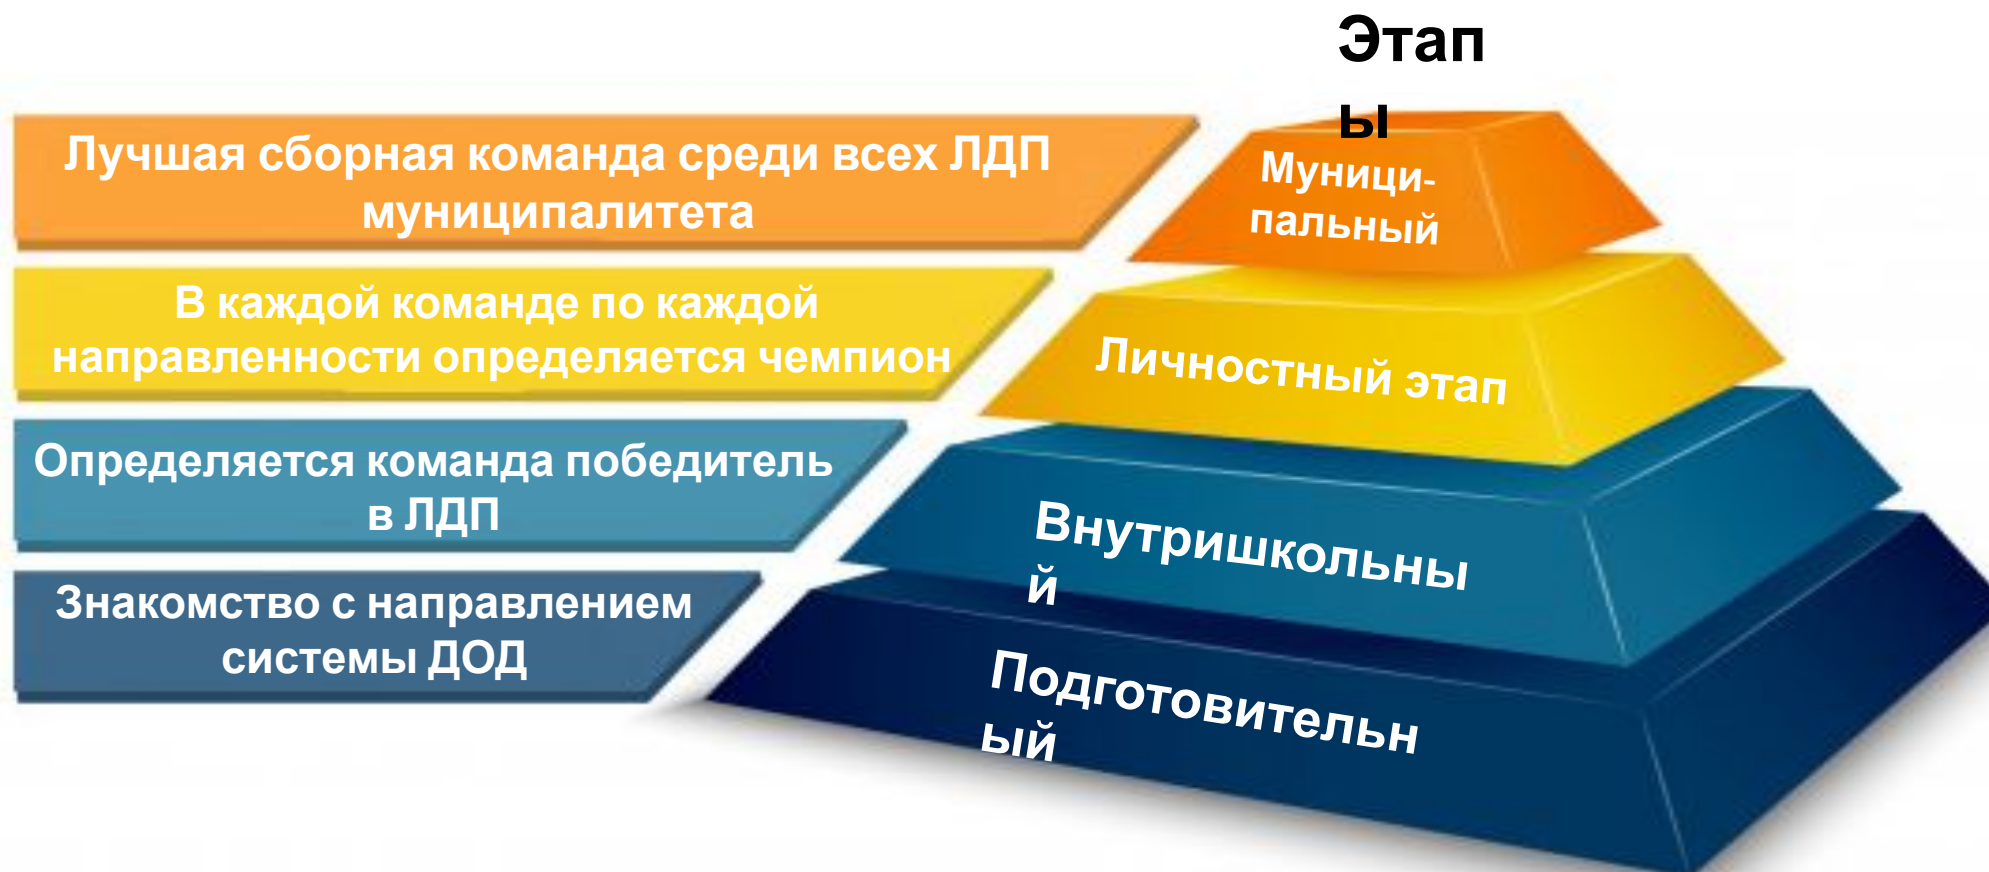 Этап
ы
Лучшая сборная команда среди всех ЛДП
муниципалитета
Муници-
пальный
В каждой команде по каждой
направленности определяется чемпион
Личностный этап
Определяется команда победитель
в ЛДП
Внутришкольны
й
Знакомство с направлением
системы ДОД
Подготовительн
ый